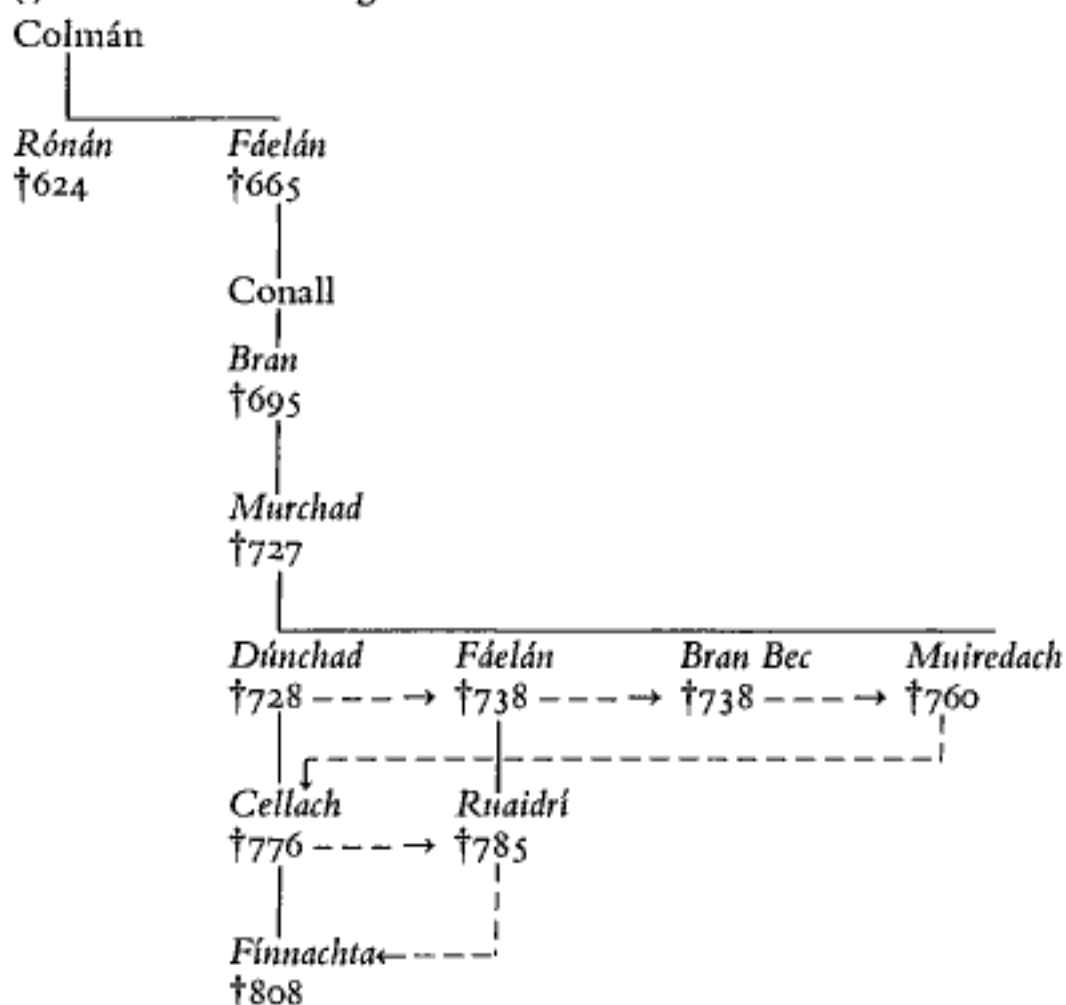 Colmán
Rónán Fáelán
†624 †665
Conall
Bran
†695
Murchad
†727
Dúnchad Fáelán Bran Bec Muiredach
†728 †738 †738 †760
Cellach Ruaidrí
†776 †785
Fínnachta
†808